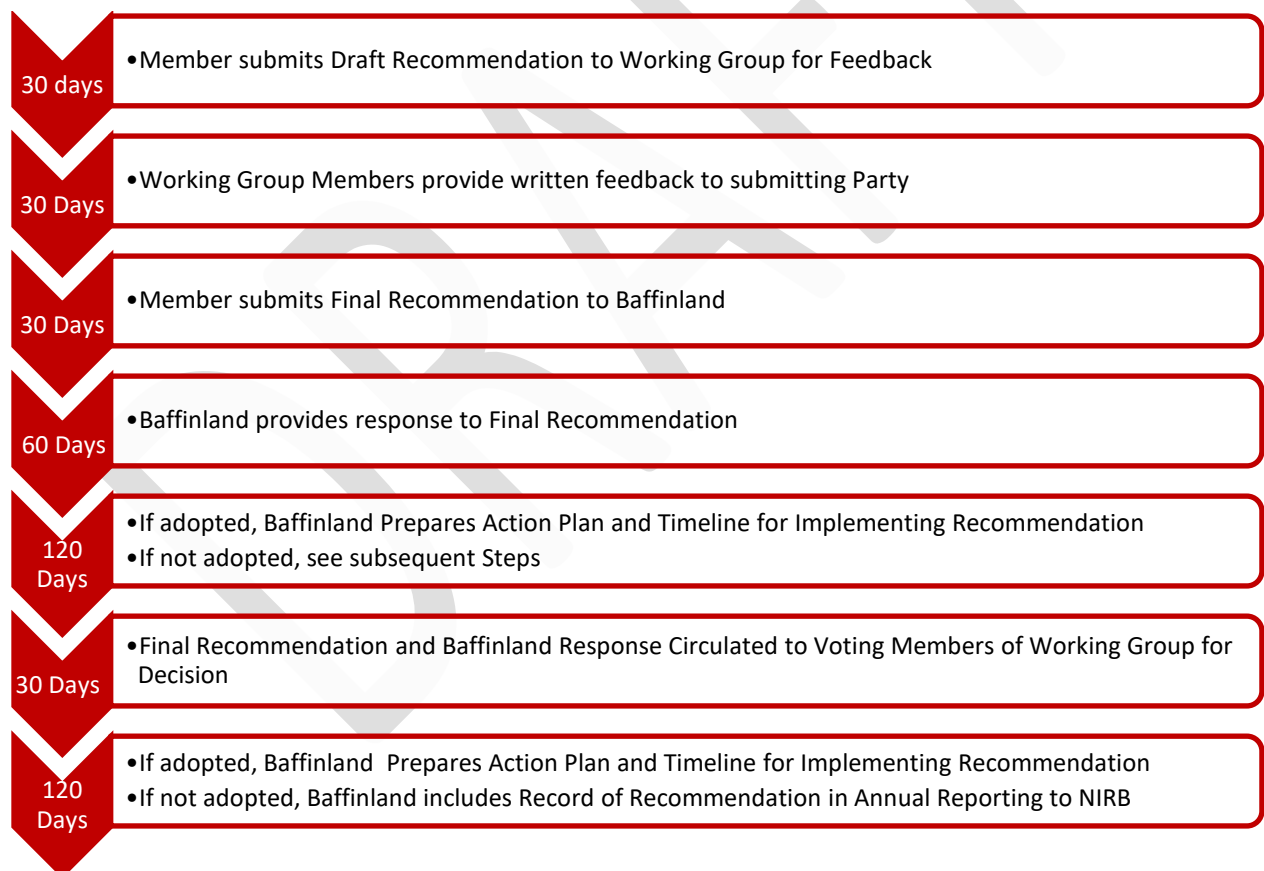 30 days
•Member submits Draft Recommendation to Working Group for Feedback
30 Days
•Working Group Members provide written feedback to submitting Party
30 Days
•Member submits Final Recommendation to Baffinland
60 Days
•Baffinland provides response to Final Recommendation
120
Days
•If adopted, Baffinland Prepares Action Plan and Timeline for Implementing Recommendation
•If not adopted, see subsequent Steps
30 Days
•Final Recommendation and Baffinland Response Circulated to Voting Members of Working Group for
Decision
120
Days
•If adopted, Baffinland  Prepares Action Plan and Timeline for Implementing Recommendation
•If not adopted, Baffinland includes Record of Recommendation in Annual Reporting to NIRB
DRAF